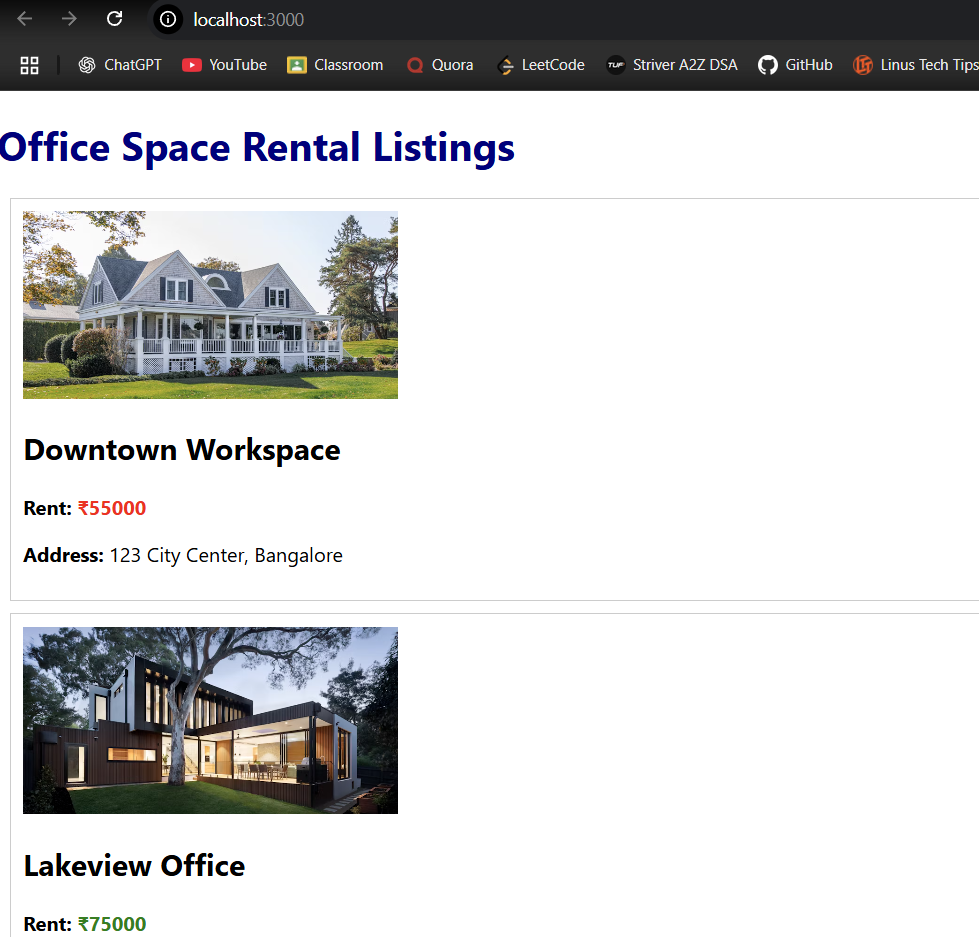 localhost:3000
ChatGPT YouTube Classroom Quora LeetCode TUF Striver A2Z DSA GitHub Linus Tech Tips
Office Space Rental Listings
Downtown Workspace
Rent: ₹55000
Address: 123 City Center, Bangalore
Lakeview Office
Rent: ₹75000